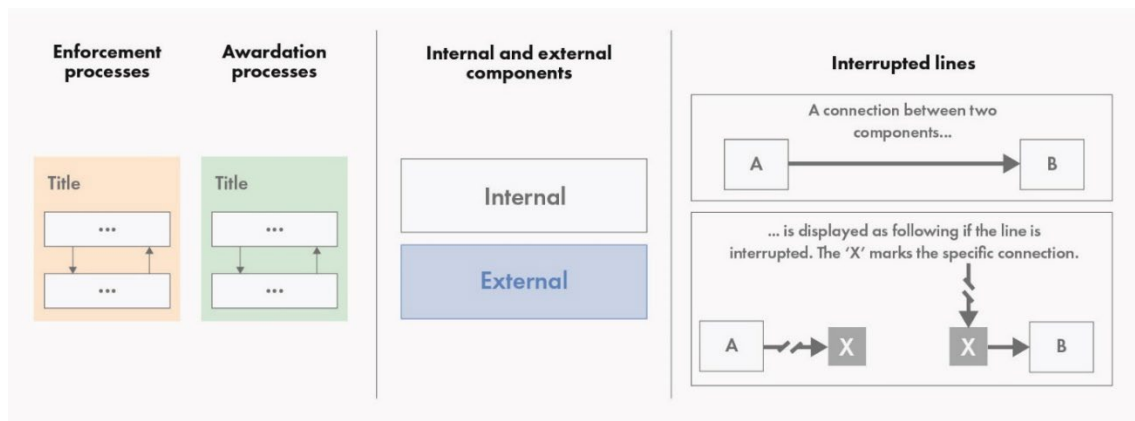 Enforcement
processes
Title
...
...
Awardation
processes
Title
...
...
Internal and external
components
Internal
External
Interrupted lines
A connection between two
components...
A
B
... is displayed as following if the line is
interrupted. The ‘X’ marks the specific connection.
A
X
X
B